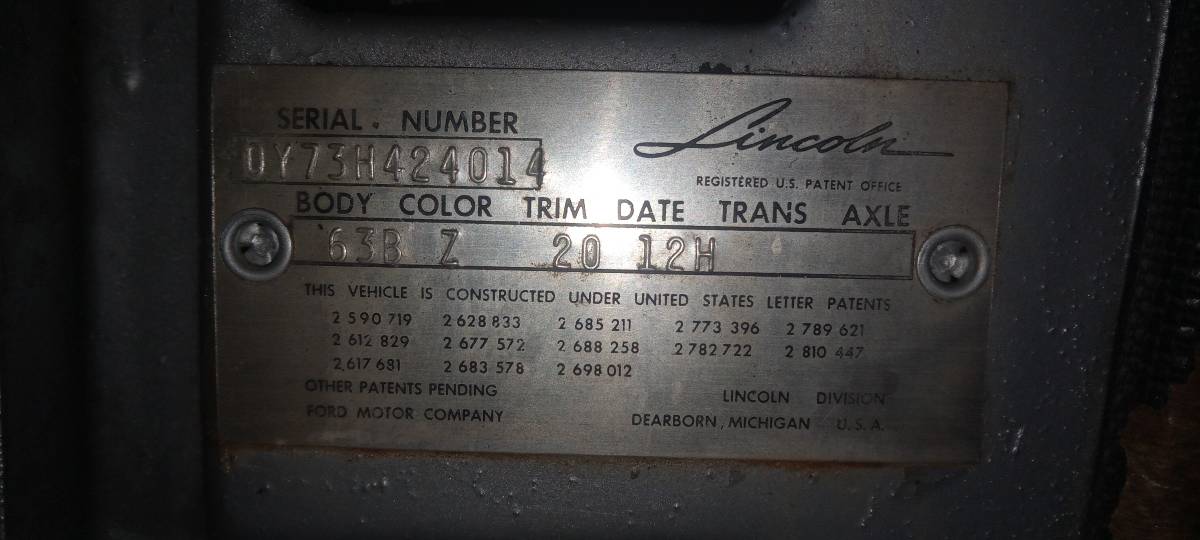 SERIAL NUMBER
Lincoln
0Y73H424014
REGISTERED U.S. PATENT OFFICE
BODY COLOR TRIM DATE TRANS AXLE
63B Z 20 12H
THIS VEHICLE IS CONSTRUCTED UNDER UNITED STATES LETTER PATENTS
2 590 719 2 628 833 2 685 211 2 773 396 2 789 621
2 612 829 2 677 572 2 688 258 2 782 722 2 810 447
2 617 681 2 683 578 2 698 012
OTHER PATENTS PENDING
LINCOLN DIVISION
FORD MOTOR COMPANY
DEARBORN, MICHIGAN U.S.A.